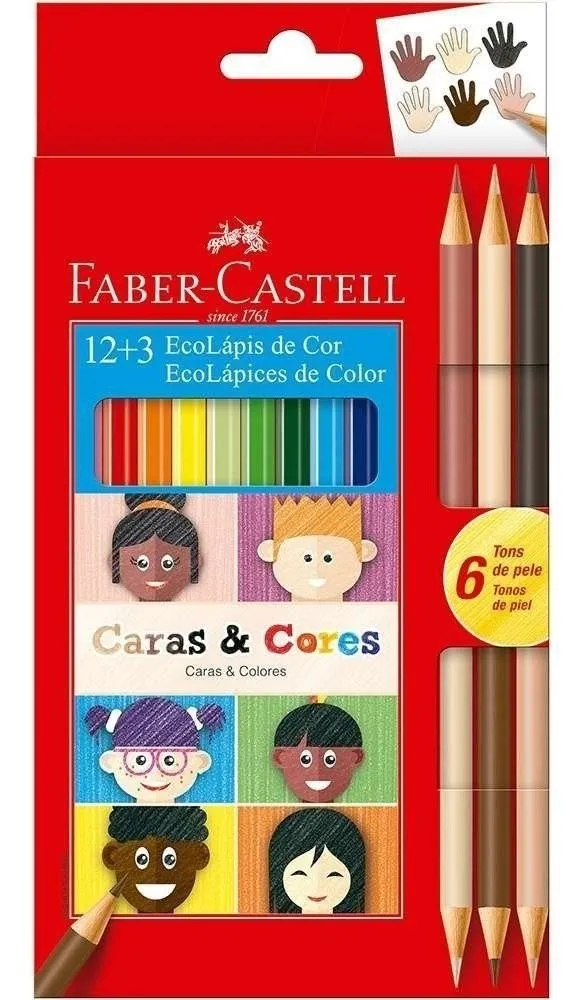 FABER-CASTELL
since 1761
12+3 EcoLápis de Cor
EcoLápices de Color
Caras & Cores
Caras & Colores
6 Tons
de pele
Tonos
de piel